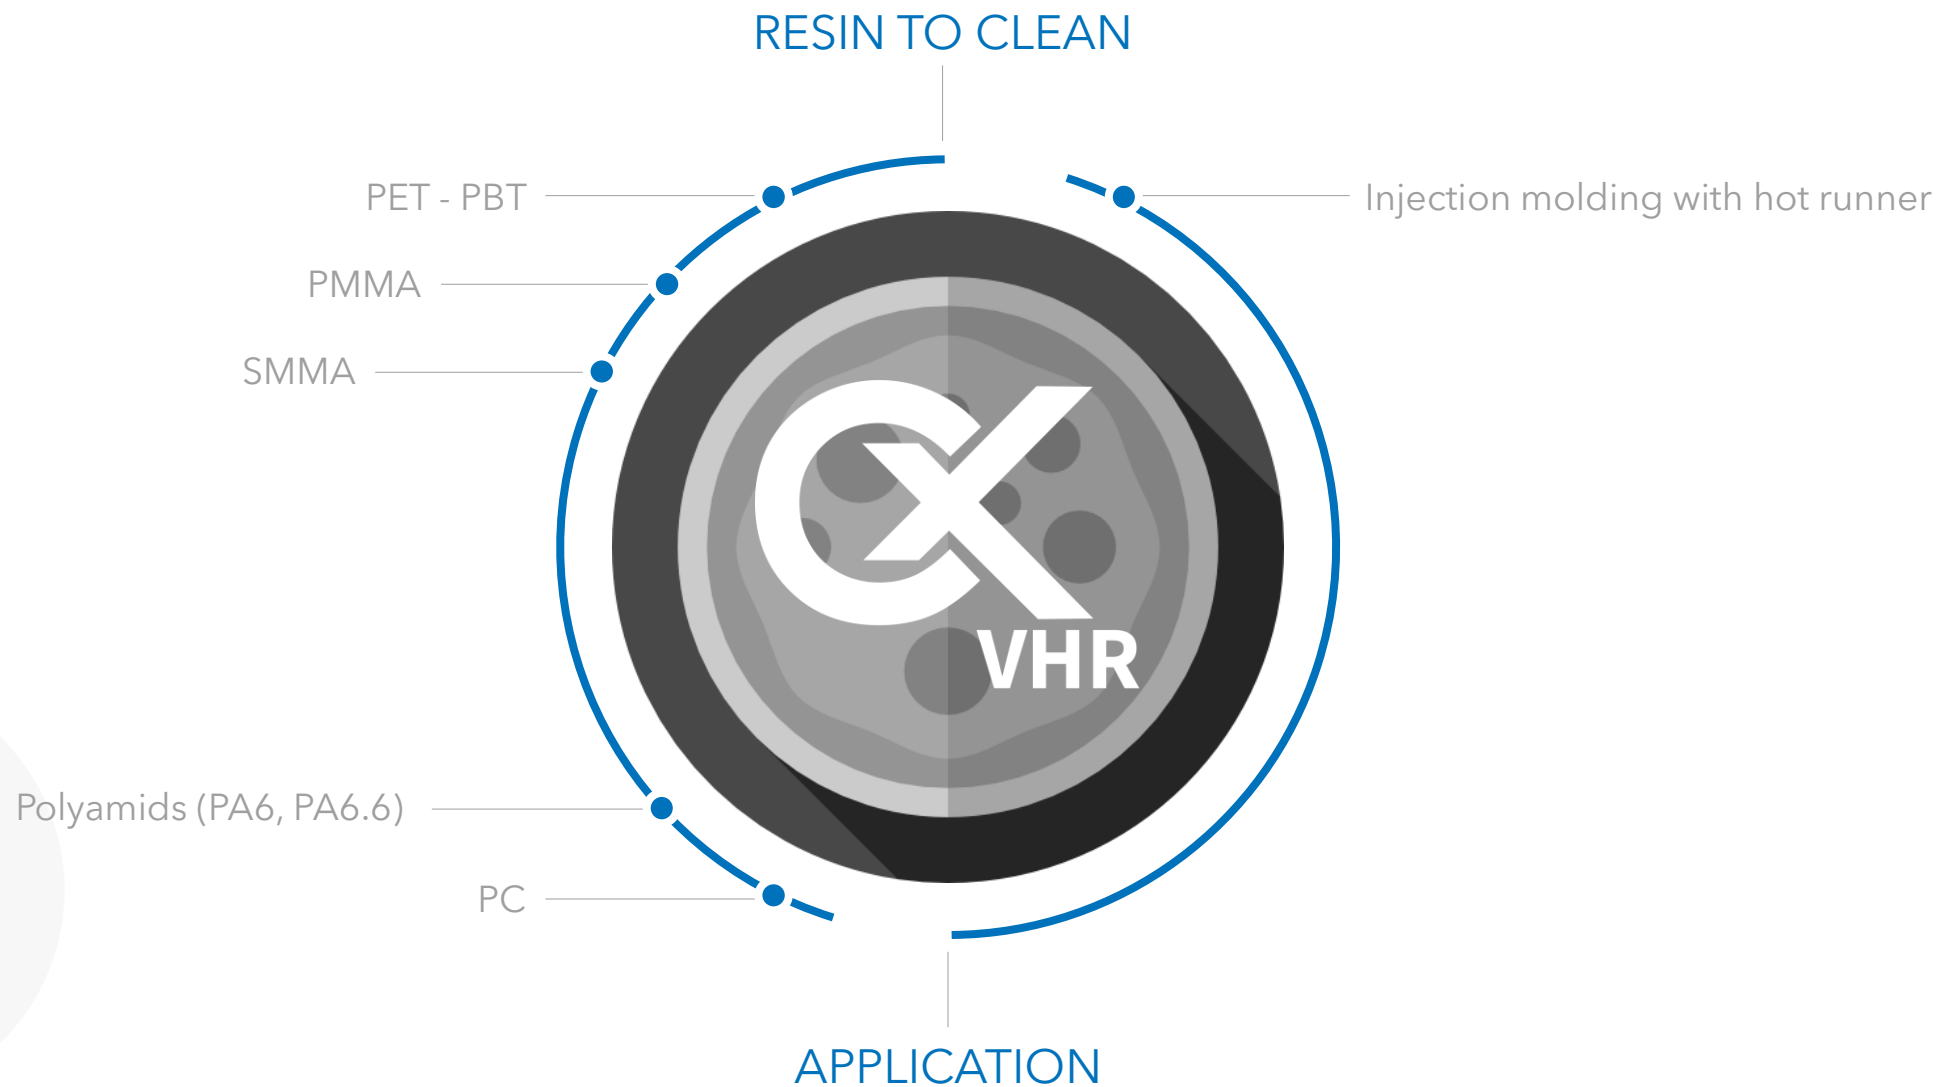 RESIN TO CLEAN
PET - PBT
Injection molding with hot runner
PMMA
SMMA
CX
VHR
Polyamids (PA6, PA6.6)
PC
APPLICATION